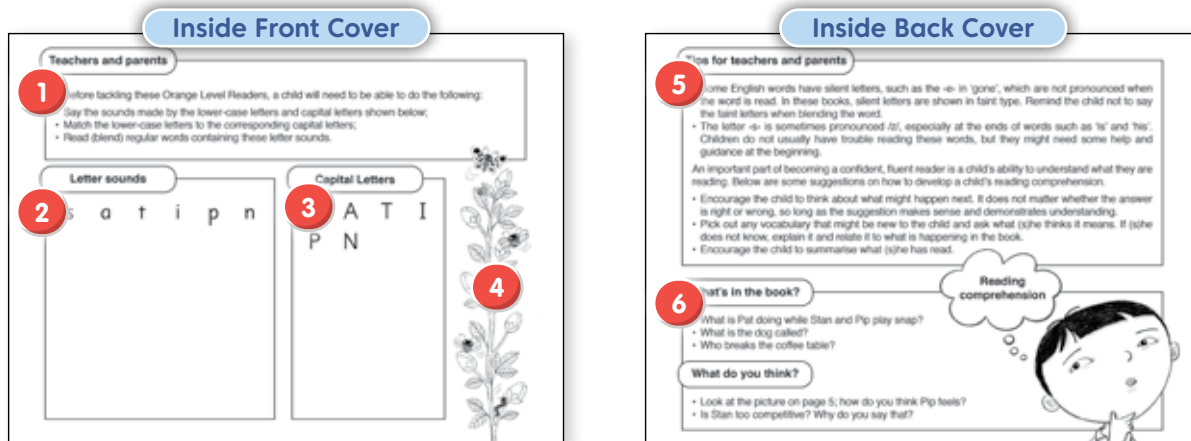 Inside Front Cover
Teachers and parents
1
efore tackling these Orange Level Readers, a child will need to be able to do the following:
Say the sounds made by the lower-case letters and capital letters shown below;
• Match the lower-case letters to the corresponding capital letters;
• Read (blend) regular words containing these letter sounds.
Letter sounds
2
s a t i p n
Capital Letters
3
A T I
P N
4
Inside Back Cover
Tips for teachers and parents
5
ome English words have silent letters, such as the ‹e› in 'gone', which are not pronounced when
the word is read. In these books, silent letters are shown in faint type. Remind the child not to say
the faint letters when blending the word.
• The letter ‹s› is sometimes pronounced /z/, especially at the ends of words such as 'is' and 'his'.
Children do not usually have trouble reading these words, but they might need some help and
guidance at the beginning.
An important part of becoming a confident, fluent reader is a child's ability to understand what they are
reading. Below are some suggestions on how to develop a child's reading comprehension.
• Encourage the child to think about what might happen next. It does not matter whether the answer
is right or wrong, so long as the suggestion makes sense and demonstrates understanding.
• Pick out any vocabulary that might be new to the child and ask what (s)he thinks it means. If (s)he
does not know, explain it and relate it to what is happening in the book.
• Encourage the child to summarise what (s)he has read.
Reading
comprehension
6
hat's in the book?
What is Pat doing while Stan and Pip play snap?
• What is the dog called?
• Who breaks the coffee table?
What do you think?
• Look at the picture on page 5; how do you think Pip feels?
• Is Stan too competitive? Why do you say that?